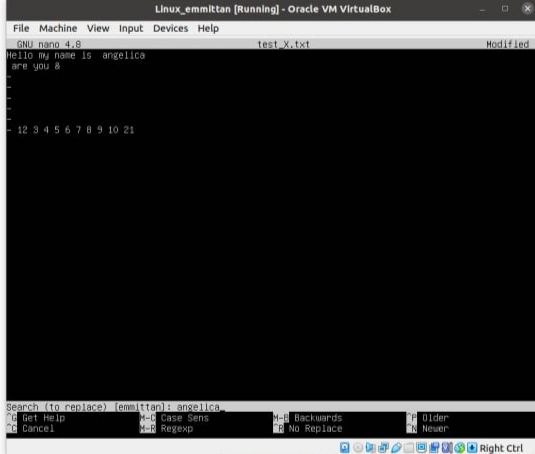 Linux_emmittan [Running] - Oracle VM VirtualBox
File Machine View Input Devices Help
GNU nano 4.8 test_X.txt Modified
Hello my name is  angelica
 are you &
-
-
-
-
-
- 12 3 4 5 6 7 8 9 10 21
Search (to replace) [emmittan]: angelica_
^G Get Help M-C Case Sens M-B Backwards ^P Older
^C Cancel M-R Regexp ^R No Replace ^N Newer
Right Ctrl